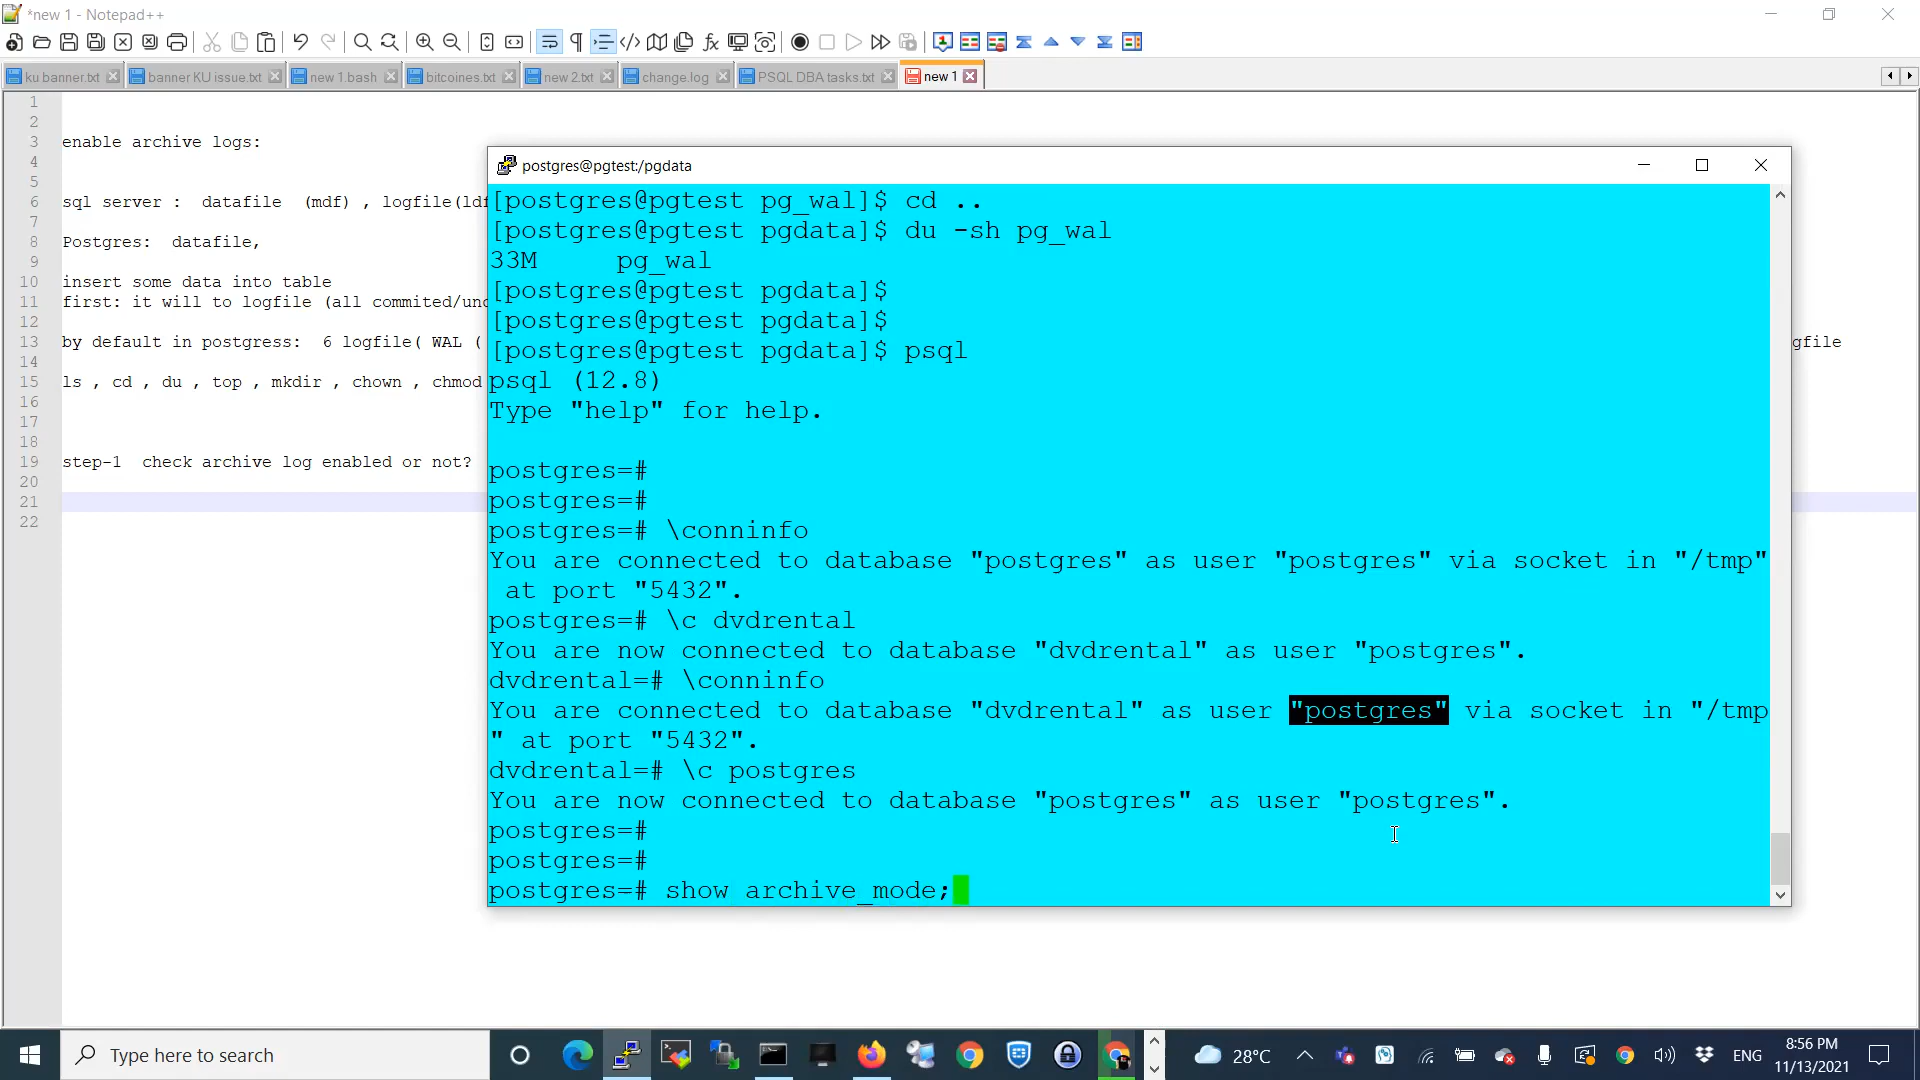 *new 1 - Notepad++
ku banner.txt
banner KU issue.txt
new 1.bash
bitcoines.txt
new 2.txt
change.log
PSQL DBA tasks.txt
new 1
1
2
3 enable archive logs:
4
5
6 sql server :  datafile  (mdf) , logfile(ldf
7
8 Postgres:  datafile,
9
10 insert some data into table
11 first: it will to logfile (all commited/unc
12
13 by default in postgress:  6 logfile( WAL (
gfile
14
15 ls , cd , du , top , mkdir , chown , chmod
16
17
18
19 step-1  check archive log enabled or not?
20
21
22
postgres@pgtest:/pgdata
[postgres@pgtest pg_wal]$ cd ..
[postgres@pgtest pgdata]$ du -sh pg_wal
33M     pg_wal
[postgres@pgtest pgdata]$
[postgres@pgtest pgdata]$
[postgres@pgtest pgdata]$ psql
psql (12.8)
Type "help" for help.
postgres=#
postgres=#
postgres=# \conninfo
You are connected to database "postgres" as user "postgres" via socket in "/tmp"
 at port "5432".
postgres=# \c dvdrental
You are now connected to database "dvdrental" as user "postgres".
dvdrental=# \conninfo
You are connected to database "dvdrental" as user "postgres" via socket in "/tmp
" at port "5432".
dvdrental=# \c postgres
You are now connected to database "postgres" as user "postgres".
postgres=#
postgres=#
postgres=# show archive_mode;
Type here to search
28°C
ENG
8:56 PM
11/13/2021